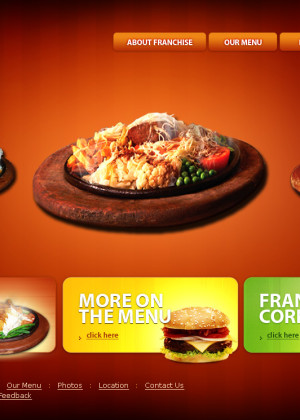 ABOUT FRANCHISE OUR MENU
MORE ON
THE MENU
click here
FRAN
COR
click here
Our Menu : Photos : Location : Contact Us
Feedback